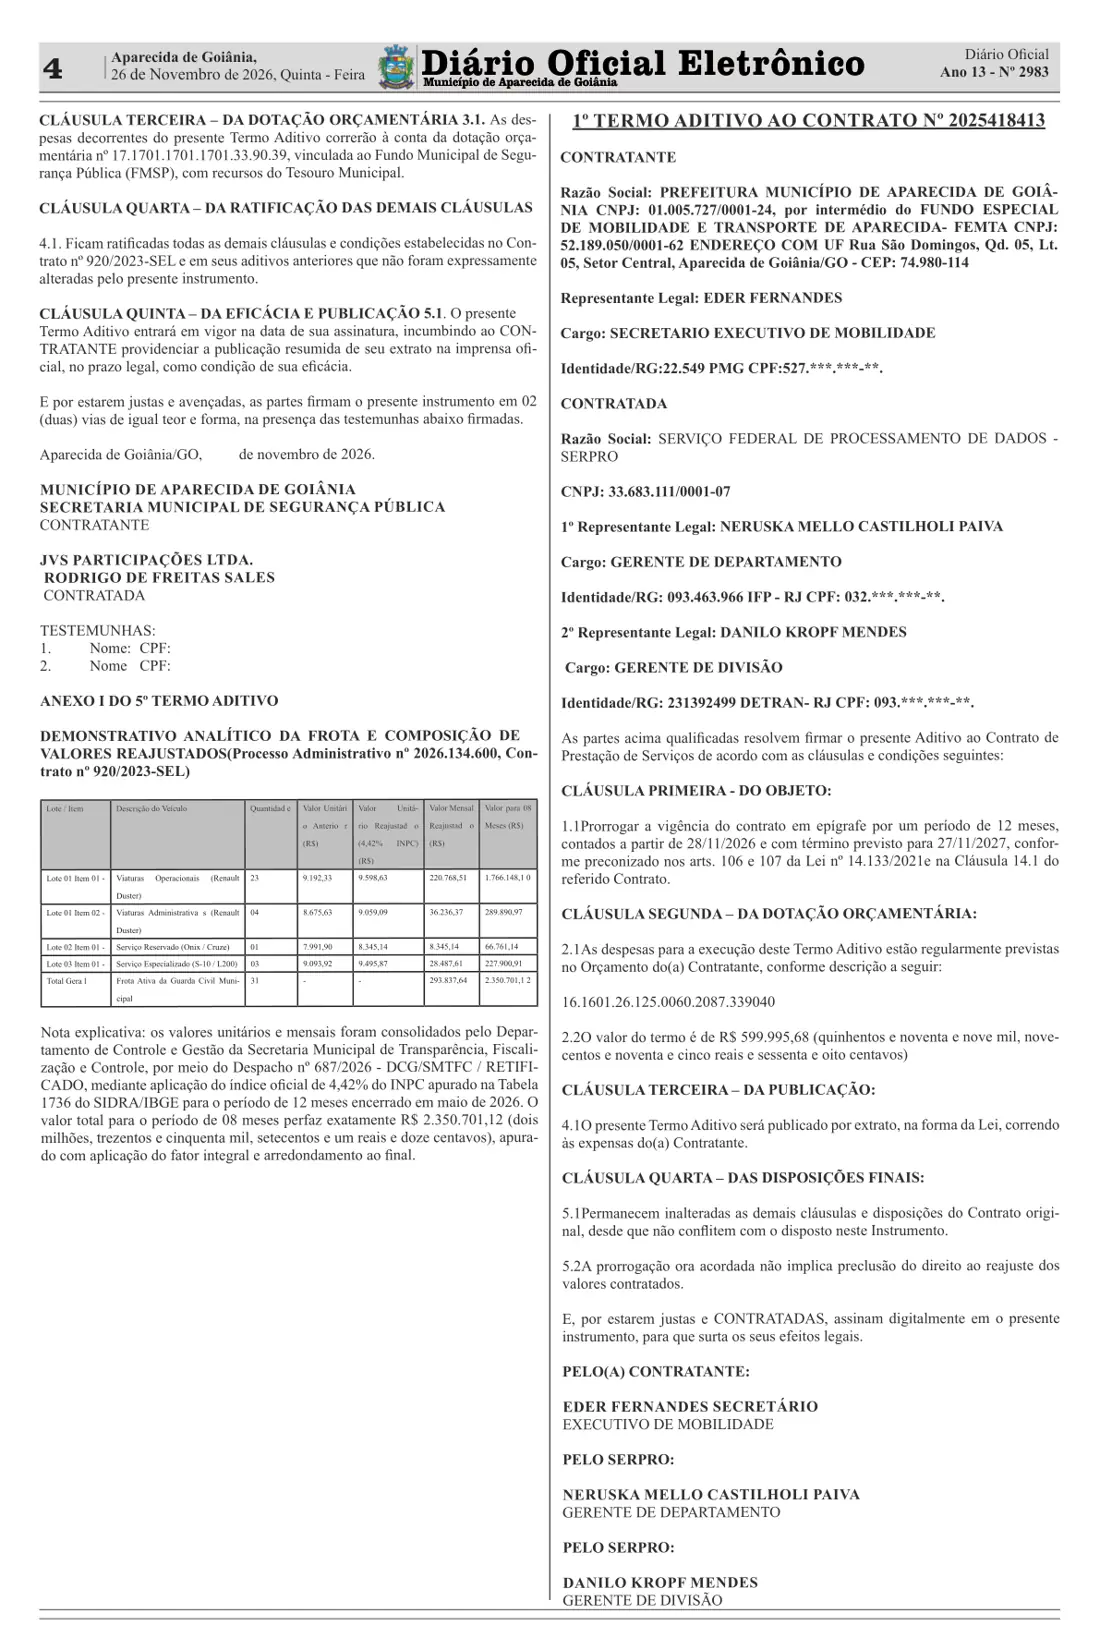 4
Aparecida de Goiânia,
26 de Novembro de 2026, Quinta - Feira
Diário Oficial Eletrônico
Município de Aparecida de Goiânia
Diário Oficial
Ano 13 - Nº 2983
CLÁUSULA TERCEIRA – DA DOTAÇÃO ORÇAMENTÁRIA 3.1. As des-
pesas decorrentes do presente Termo Aditivo correrão à conta da dotação orça-
mentária nº 17.1701.1701.1701.33.90.39, vinculada ao Fundo Municipal de Segu-
rança Pública (FMSP), com recursos do Tesouro Municipal.
CLÁUSULA QUARTA – DA RATIFICAÇÃO DAS DEMAIS CLÁUSULAS
4.1. Ficam ratificadas todas as demais cláusulas e condições estabelecidas no Con-
trato nº 920/2023-SEL e em seus aditivos anteriores que não foram expressamente
alteradas pelo presente instrumento.
CLÁUSULA QUINTA – DA EFICÁCIA E PUBLICAÇÃO 5.1. O presente
Termo Aditivo entrará em vigor na data de sua assinatura, incumbindo ao CON-
TRATANTE providenciar a publicação resumida de seu extrato na imprensa ofi-
cial, no prazo legal, como condição de sua eficácia.
E por estarem justas e avençadas, as partes firmam o presente instrumento em 02
(duas) vias de igual teor e forma, na presença das testemunhas abaixo firmadas.
Aparecida de Goiânia/GO, de novembro de 2026.
MUNICÍPIO DE APARECIDA DE GOIÂNIA
SECRETARIA MUNICIPAL DE SEGURANÇA PÚBLICA
CONTRATANTE
JVS PARTICIPAÇÕES LTDA.
RODRIGO DE FREITAS SALES
CONTRATADA
TESTEMUNHAS:
1. Nome: CPF:
2. Nome CPF:
ANEXO I DO 5º TERMO ADITIVO
DEMONSTRATIVO ANALÍTICO DA FROTA E COMPOSIÇÃO DE
VALORES REAJUSTADOS(Processo Administrativo nº 2026.134.600, Con-
trato nº 920/2023-SEL)
Lote / Item Descrição do Veículo Quantidad e Valor Unitári Valor Unitá- Valor Mensal Valor para 08
o Anterio r rio Reajustad o Reajustad o Meses (R$)
(R$) (4,42% INPC) (R$)
(R$)
Lote 01 Item 01 - Viaturas Operacionais (Renault 23 9.192,33 9.598,63 220.768,51 1.766.148,1 0
Duster)
Lote 01 Item 02 - Viaturas Administrativa s (Renault 04 8.675,63 9.059,09 36.236,37 289.890,97
Duster)
Lote 02 Item 01 - Serviço Reservado (Onix / Cruze) 01 7.991,90 8.345,14 8.345,14 66.761,14
Lote 03 Item 01 - Serviço Especializado (S-10 / L200) 03 9.093,92 9.495,87 28.487,61 227.900,91
Total Gera l Frota Ativa da Guarda Civil Muni- 31 - - 293.837,64 2.350.701,1 2
cipal
Nota explicativa: os valores unitários e mensais foram consolidados pelo Depar-
tamento de Controle e Gestão da Secretaria Municipal de Transparência, Fiscali-
zação e Controle, por meio do Despacho nº 687/2026 - DCG/SMTFC / RETIFI-
CADO, mediante aplicação do índice oficial de 4,42% do INPC apurado na Tabela
1736 do SIDRA/IBGE para o período de 12 meses encerrado em maio de 2026. O
valor total para o período de 08 meses perfaz exatamente R$ 2.350.701,12 (dois
milhões, trezentos e cinquenta mil, setecentos e um reais e doze centavos), apura-
do com aplicação do fator integral e arredondamento ao final.
1º TERMO ADITIVO AO CONTRATO Nº 2025418413
CONTRATANTE
Razão Social: PREFEITURA MUNICÍPIO DE APARECIDA DE GOIÂ-
NIA CNPJ: 01.005.727/0001-24, por intermédio do FUNDO ESPECIAL
DE MOBILIDADE E TRANSPORTE DE APARECIDA- FEMTA CNPJ:
52.189.050/0001-62 ENDEREÇO COM UF Rua São Domingos, Qd. 05, Lt.
05, Setor Central, Aparecida de Goiânia/GO - CEP: 74.980-114
Representante Legal: EDER FERNANDES
Cargo: SECRETARIO EXECUTIVO DE MOBILIDADE
Identidade/RG:22.549 PMG CPF:527.***.***-**.
CONTRATADA
Razão Social: SERVIÇO FEDERAL DE PROCESSAMENTO DE DADOS -
SERPRO
CNPJ: 33.683.111/0001-07
1º Representante Legal: NERUSKA MELLO CASTILHOLI PAIVA
Cargo: GERENTE DE DEPARTAMENTO
Identidade/RG: 093.463.966 IFP - RJ CPF: 032.***.***-**.
2º Representante Legal: DANILO KROPF MENDES
Cargo: GERENTE DE DIVISÃO
Identidade/RG: 231392499 DETRAN- RJ CPF: 093.***.***-**.
As partes acima qualificadas resolvem firmar o presente Aditivo ao Contrato de
Prestação de Serviços de acordo com as cláusulas e condições seguintes:
CLÁUSULA PRIMEIRA - DO OBJETO:
1.1Prorrogar a vigência do contrato em epígrafe por um período de 12 meses,
contados a partir de 28/11/2026 e com término previsto para 27/11/2027, confor-
me preconizado nos arts. 106 e 107 da Lei nº 14.133/2021e na Cláusula 14.1 do
referido Contrato.
CLÁUSULA SEGUNDA – DA DOTAÇÃO ORÇAMENTÁRIA:
2.1As despesas para a execução deste Termo Aditivo estão regularmente previstas
no Orçamento do(a) Contratante, conforme descrição a seguir:
16.1601.26.125.0060.2087.339040
2.2O valor do termo é de R$ 599.995,68 (quinhentos e noventa e nove mil, nove-
centos e noventa e cinco reais e sessenta e oito centavos)
CLÁUSULA TERCEIRA – DA PUBLICAÇÃO:
4.1O presente Termo Aditivo será publicado por extrato, na forma da Lei, correndo
às expensas do(a) Contratante.
CLÁUSULA QUARTA – DAS DISPOSIÇÕES FINAIS:
5.1Permanecem inalteradas as demais cláusulas e disposições do Contrato origi-
nal, desde que não conflitem com o disposto neste Instrumento.
5.2A prorrogação ora acordada não implica preclusão do direito ao reajuste dos
valores contratados.
E, por estarem justas e CONTRATADAS, assinam digitalmente em o presente
instrumento, para que surta os seus efeitos legais.
PELO(A) CONTRATANTE:
EDER FERNANDES SECRETÁRIO
EXECUTIVO DE MOBILIDADE
PELO SERPRO:
NERUSKA MELLO CASTILHOLI PAIVA
GERENTE DE DEPARTAMENTO
PELO SERPRO:
DANILO KROPF MENDES
GERENTE DE DIVISÃO